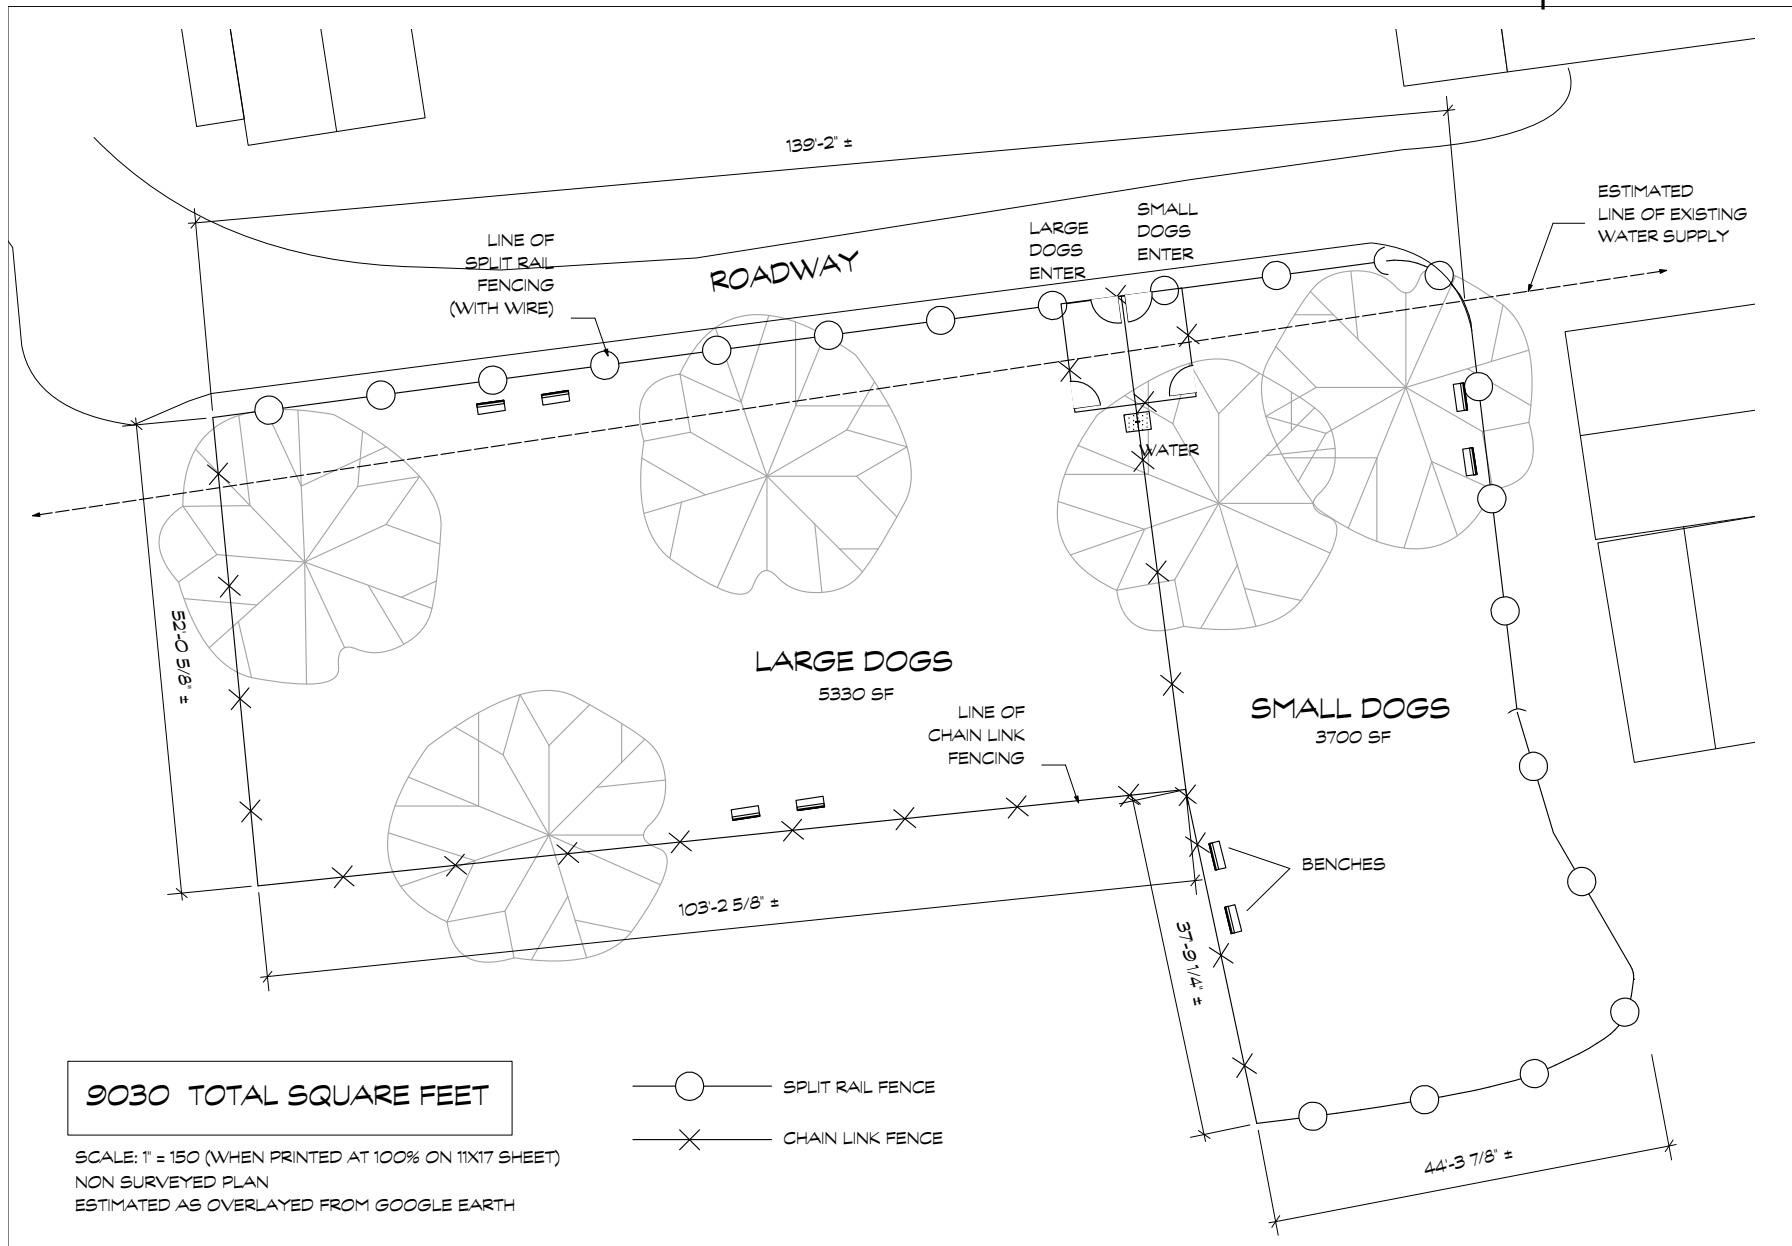 139'-2" ±
ESTIMATED
LINE OF EXISTING
WATER SUPPLY
SMALL
DOGS
ENTER
LARGE
DOGS
ENTER
LINE OF
SPLIT RAIL
FENCING
(WITH WIRE)
ROADWAY
WATER
52'-0 5/8" ±
LARGE DOGS
5330 SF
SMALL DOGS
3700 SF
LINE OF
CHAIN LINK
FENCING
BENCHES
103'-2 5/8" ±
37'-9 1/4" ±
44'-3 7/8" ±
9030 TOTAL SQUARE FEET
SPLIT RAIL FENCE
CHAIN LINK FENCE
SCALE: 1" = 150 (WHEN PRINTED AT 100% ON 11X17 SHEET)
NON SURVEYED PLAN
ESTIMATED AS OVERLAYED FROM GOOGLE EARTH